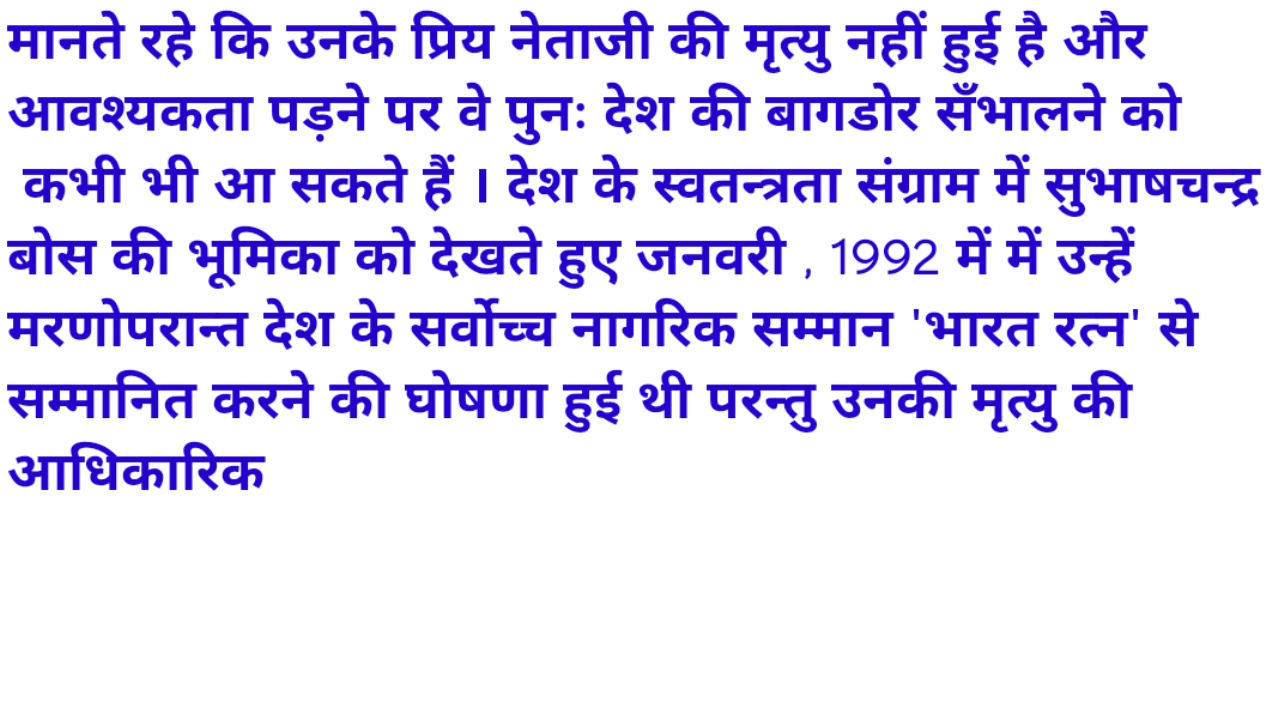 मानते रहे कि उनके प्रिय नेताजी की मृत्यु नहीं हुई है और
आवश्यकता पड़ने पर वे पुनः देश की बागडोर सँभालने को
कभी भी आ सकते हैं । देश के स्वतन्त्रता संग्राम में सुभाषचन्द्र
बोस की भूमिका को देखते हुए जनवरी , 1992 में में उन्हें
मरणोपरान्त देश के सर्वोच्च नागरिक सम्मान 'भारत रत्न' से
सम्मानित करने की घोषणा हुई थी परन्तु उनकी मृत्यु की
आधिकारिक